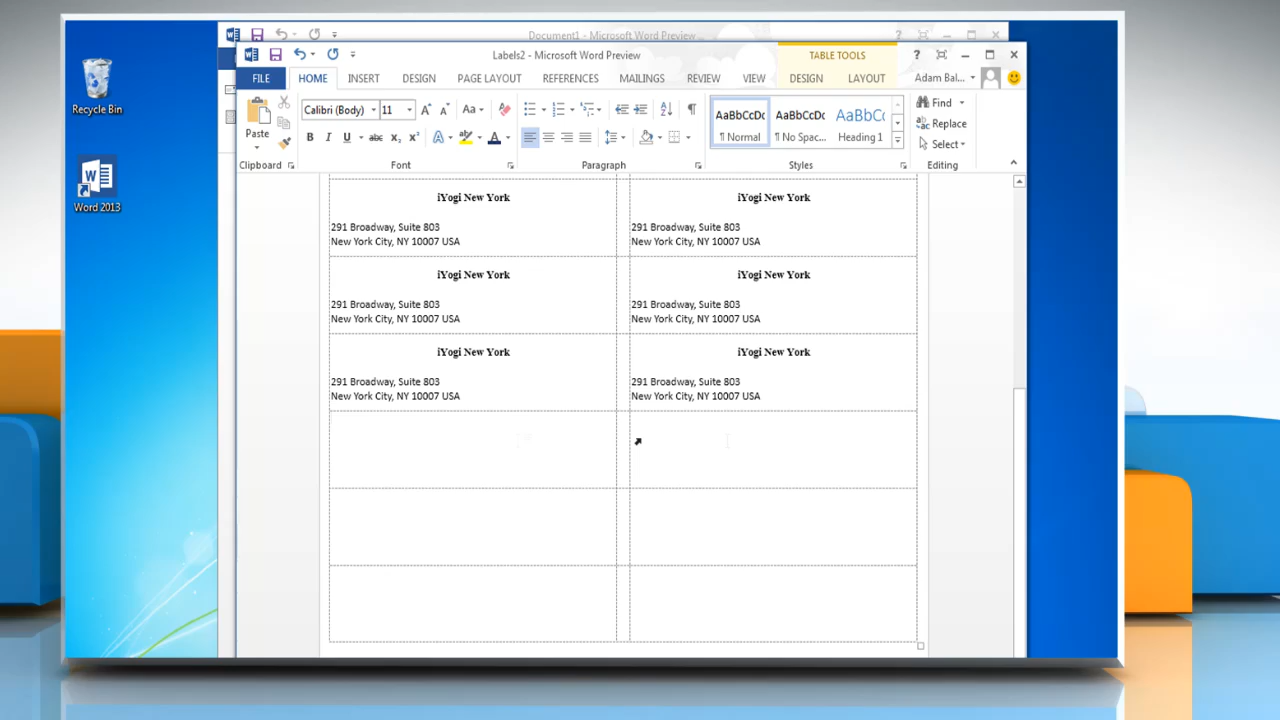 Document1 - Microsoft Word Preview
Labels2 - Microsoft Word Preview
TABLE TOOLS
FILE HOME INSERT DESIGN PAGE LAYOUT REFERENCES MAILINGS REVIEW VIEW DESIGN LAYOUT Adam Bal...
Recycle Bin
Word 2013
Paste
Calibri (Body) 11
AaBbCcDc AaBbCcDc AaBbCc
¶ Normal ¶ No Spac... Heading 1
Find
Replace
Select
Clipboard Font Paragraph Styles Editing
iYogi New York iYogi New York
291 Broadway, Suite 803 291 Broadway, Suite 803
New York City, NY 10007 USA New York City, NY 10007 USA
iYogi New York iYogi New York
291 Broadway, Suite 803 291 Broadway, Suite 803
New York City, NY 10007 USA New York City, NY 10007 USA
iYogi New York iYogi New York
291 Broadway, Suite 803 291 Broadway, Suite 803
New York City, NY 10007 USA New York City, NY 10007 USA